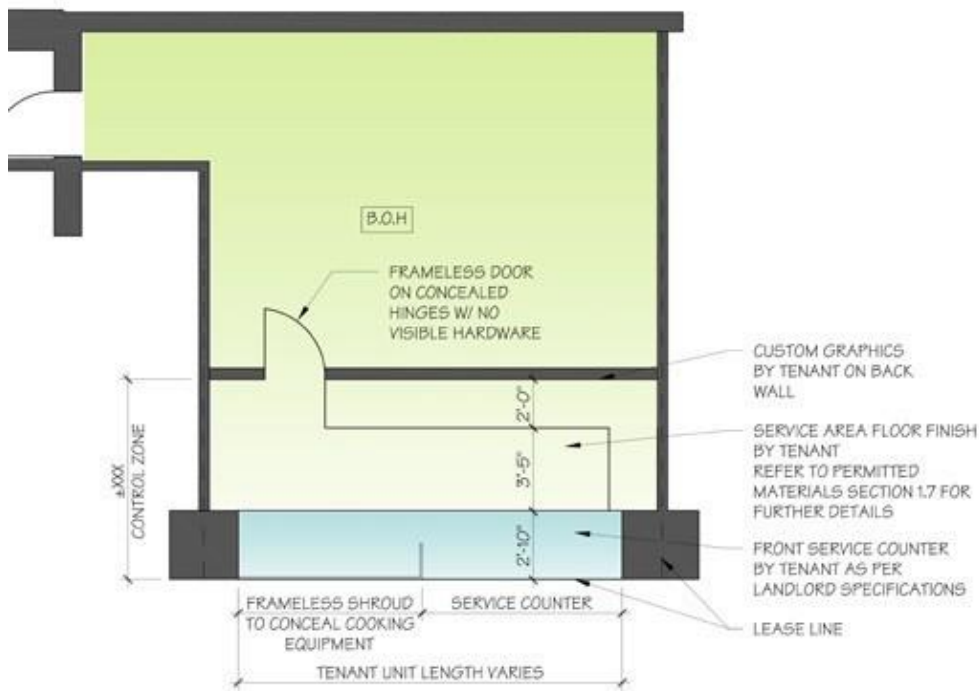 B.O.H
FRAMELESS DOOR
ON CONCEALED
HINGES W/ NO
VISIBLE HARDWARE
CUSTOM GRAPHICS
BY TENANT ON BACK
WALL
2'-0"
SERVICE AREA FLOOR FINISH
BY TENANT
REFER TO PERMITTED
MATERIALS SECTION 1.7 FOR
FURTHER DETAILS
3'-5"
±XXX
CONTROL ZONE
2'-10"
FRONT SERVICE COUNTER
BY TENANT AS PER
LANDLORD SPECIFICATIONS
FRAMELESS SHROUD
TO CONCEAL COOKING
EQUIPMENT
SERVICE COUNTER
LEASE LINE
TENANT UNIT LENGTH VARIES